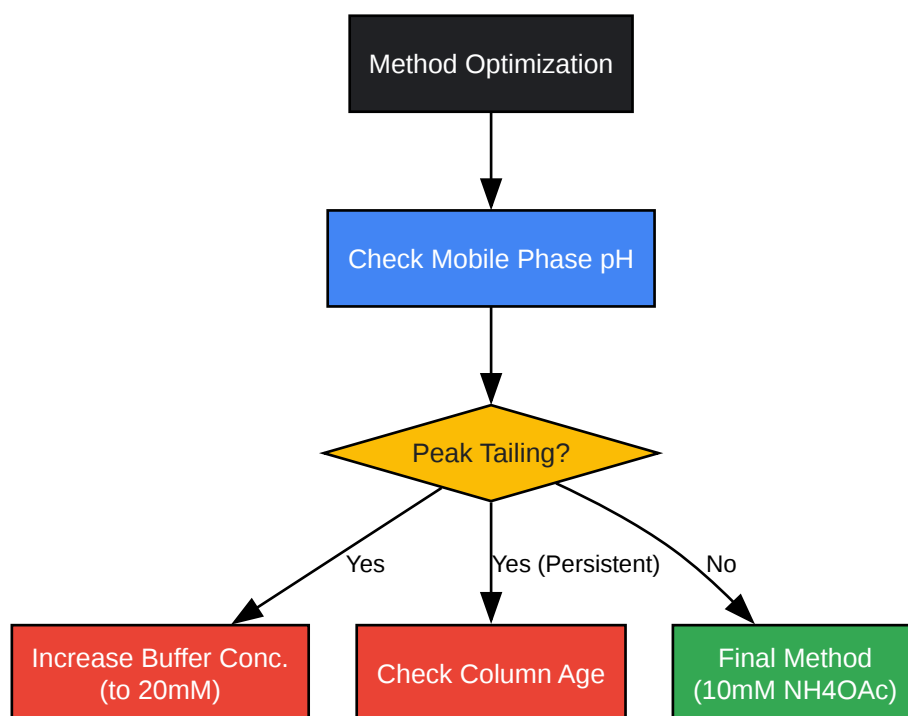 Method Optimization
Check Mobile Phase pH
Peak Tailing?
Yes
Yes (Persistent)
No
Increase Buffer Conc.
(to 20mM)
Check Column Age
Final Method
(10mM NH4OAc)